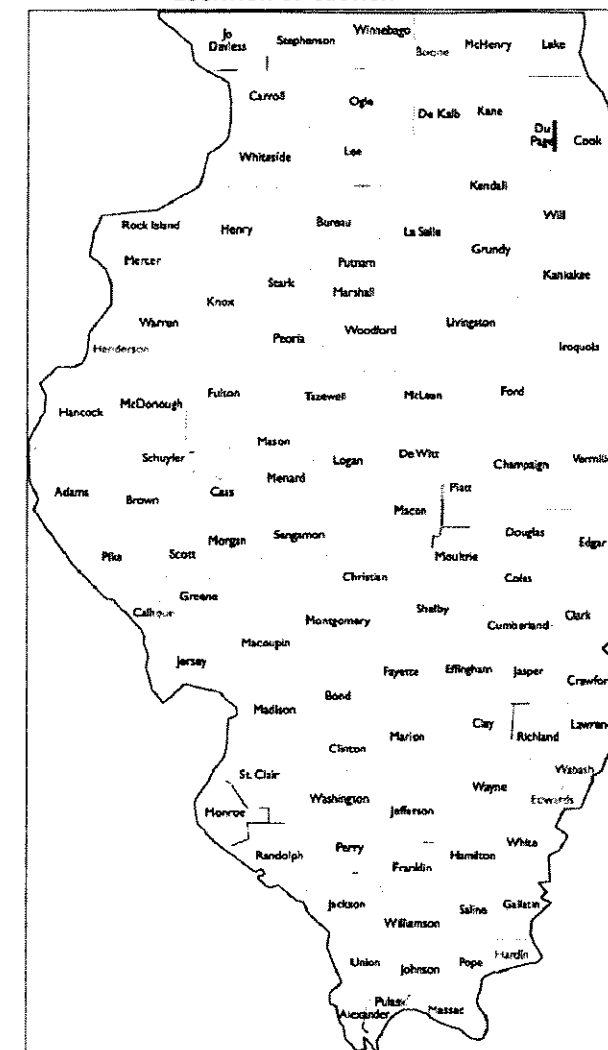 Jo
Daviess
Stephenson
Winnebago
Boone
McHenry
Lake
Carroll
Ogle
De Kalb
Kane
Du
Page
Cook
Whiteside
Lee
Kendall
Will
Rock Island
Henry
Bureau
La Salle
Grundy
Mercer
Putnam
Kankakee
Stark
Marshall
Knox
Warren
Peoria
Woodford
Livingston
Henderson
Iroquois
Hancock
McDonough
Fulton
Tazewell
McLean
Ford
Mason
Schuyler
Logan
De Witt
Champaign
Vermili
Menard
Adams
Brown
Cass
Piatt
Macon
Sangamon
Douglas
Edgar
Morgan
Pike
Scott
Moultrie
Christian
Coles
Greene
Calhoun
Shelby
Clark
Montgomery
Cumberland
Macoupin
Jersey
Fayette
Effingham
Jasper
Crawfor
Bond
Madison
Clay
Lawren
Marion
Richland
Clinton
Wabash
St. Clair
Wayne
Washington
Edwards
Monroe
Jefferson
White
Perry
Randolph
Hamilton
Franklin
Jackson
Saline
Gallatin
Williamson
Hardin
Union
Pope
Johnson
Pulaski
Massac
Alexander